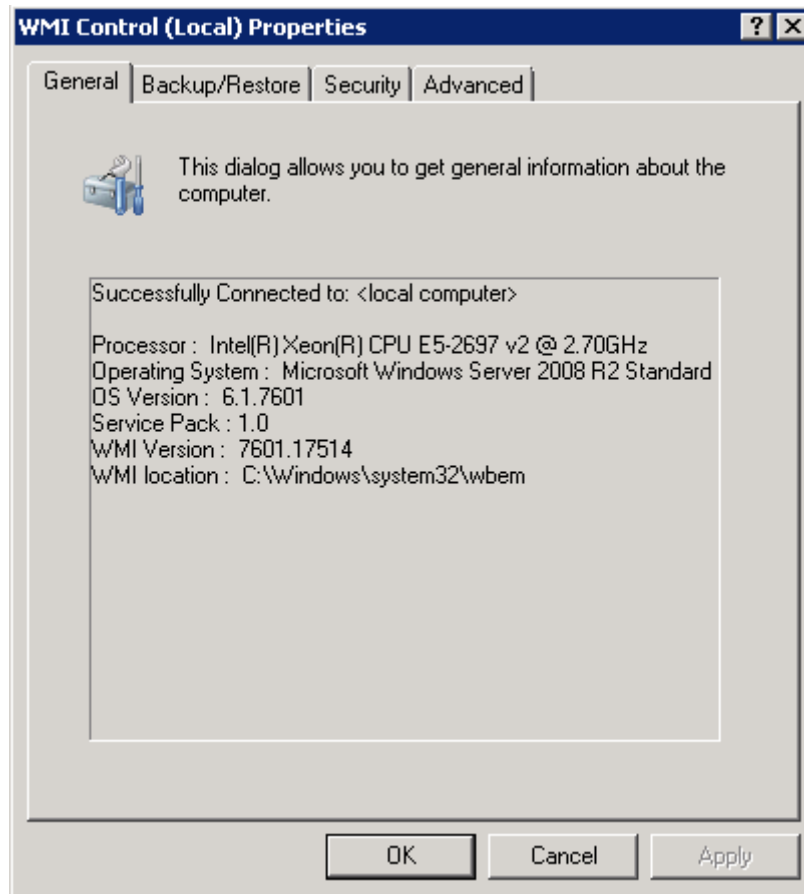 WMI Control (Local) Properties
General
Backup/Restore
Security
Advanced
This dialog allows you to get general information about the
computer.
Successfully Connected to: <local computer>
Processor : Intel(R) Xeon(R) CPU E5-2697 v2 @ 2.70GHz
Operating System : Microsoft Windows Server 2008 R2 Standard
OS Version : 6.1.7601
Service Pack : 1.0
WMI Version : 7601.17514
WMI location : C:\Windows\system32\wbem
OK
Cancel
Apply